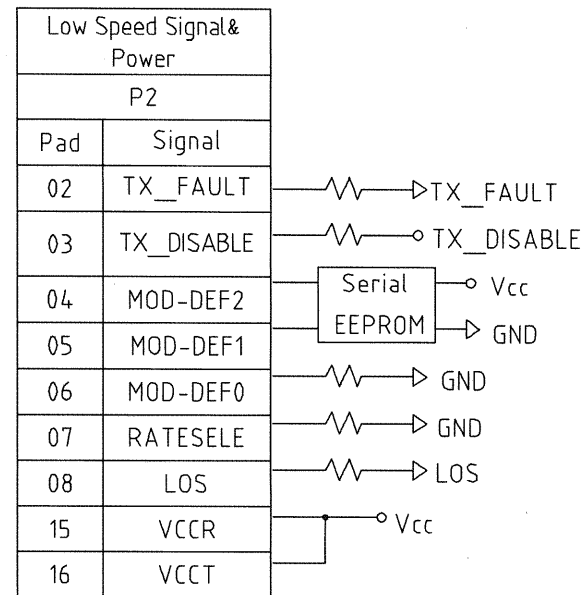 Low Speed Signal&
Power
P2
Pad Signal
02 TX_FAULT TX_FAULT
03 TX_DISABLE TX_DISABLE
04 MOD-DEF2 Serial Vcc
05 MOD-DEF1 EEPROM GND
06 MOD-DEF0 GND
07 RATESELE GND
08 LOS LOS
15 VCCR Vcc
16 VCCT